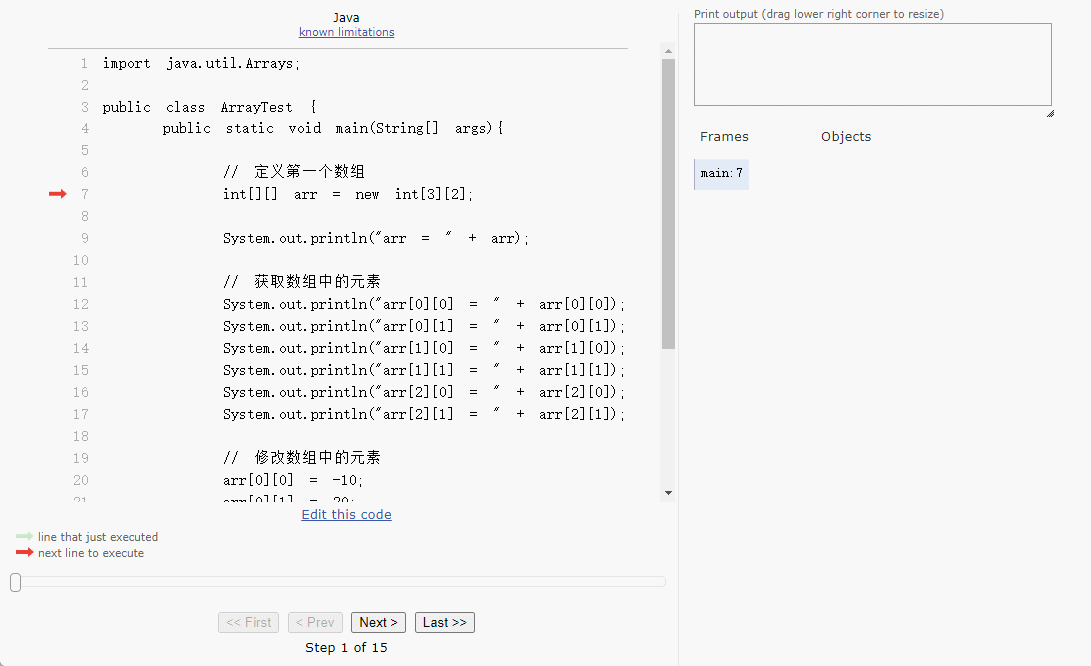 Java
known limitations
1 import java.util.Arrays;
2
3 public class ArrayTest {
4 public static void main(String[] args){
5
6 // 定义第一个数组
7 int[][] arr = new int[3][2];
8
9 System.out.println("arr = " + arr);
10
11 // 获取数组中的元素
12 System.out.println("arr[0][0] = " + arr[0][0]);
13 System.out.println("arr[0][1] = " + arr[0][1]);
14 System.out.println("arr[1][0] = " + arr[1][0]);
15 System.out.println("arr[1][1] = " + arr[1][1]);
16 System.out.println("arr[2][0] = " + arr[2][0]);
17 System.out.println("arr[2][1] = " + arr[2][1]);
18
19 // 修改数组中的元素
20 arr[0][0] = -10;
21 arr[0][1] = 20;
Edit this code
line that just executed
next line to execute
<< First
< Prev
Next >
Last >>
Step 1 of 15
Print output (drag lower right corner to resize)
Frames
Objects
main:7